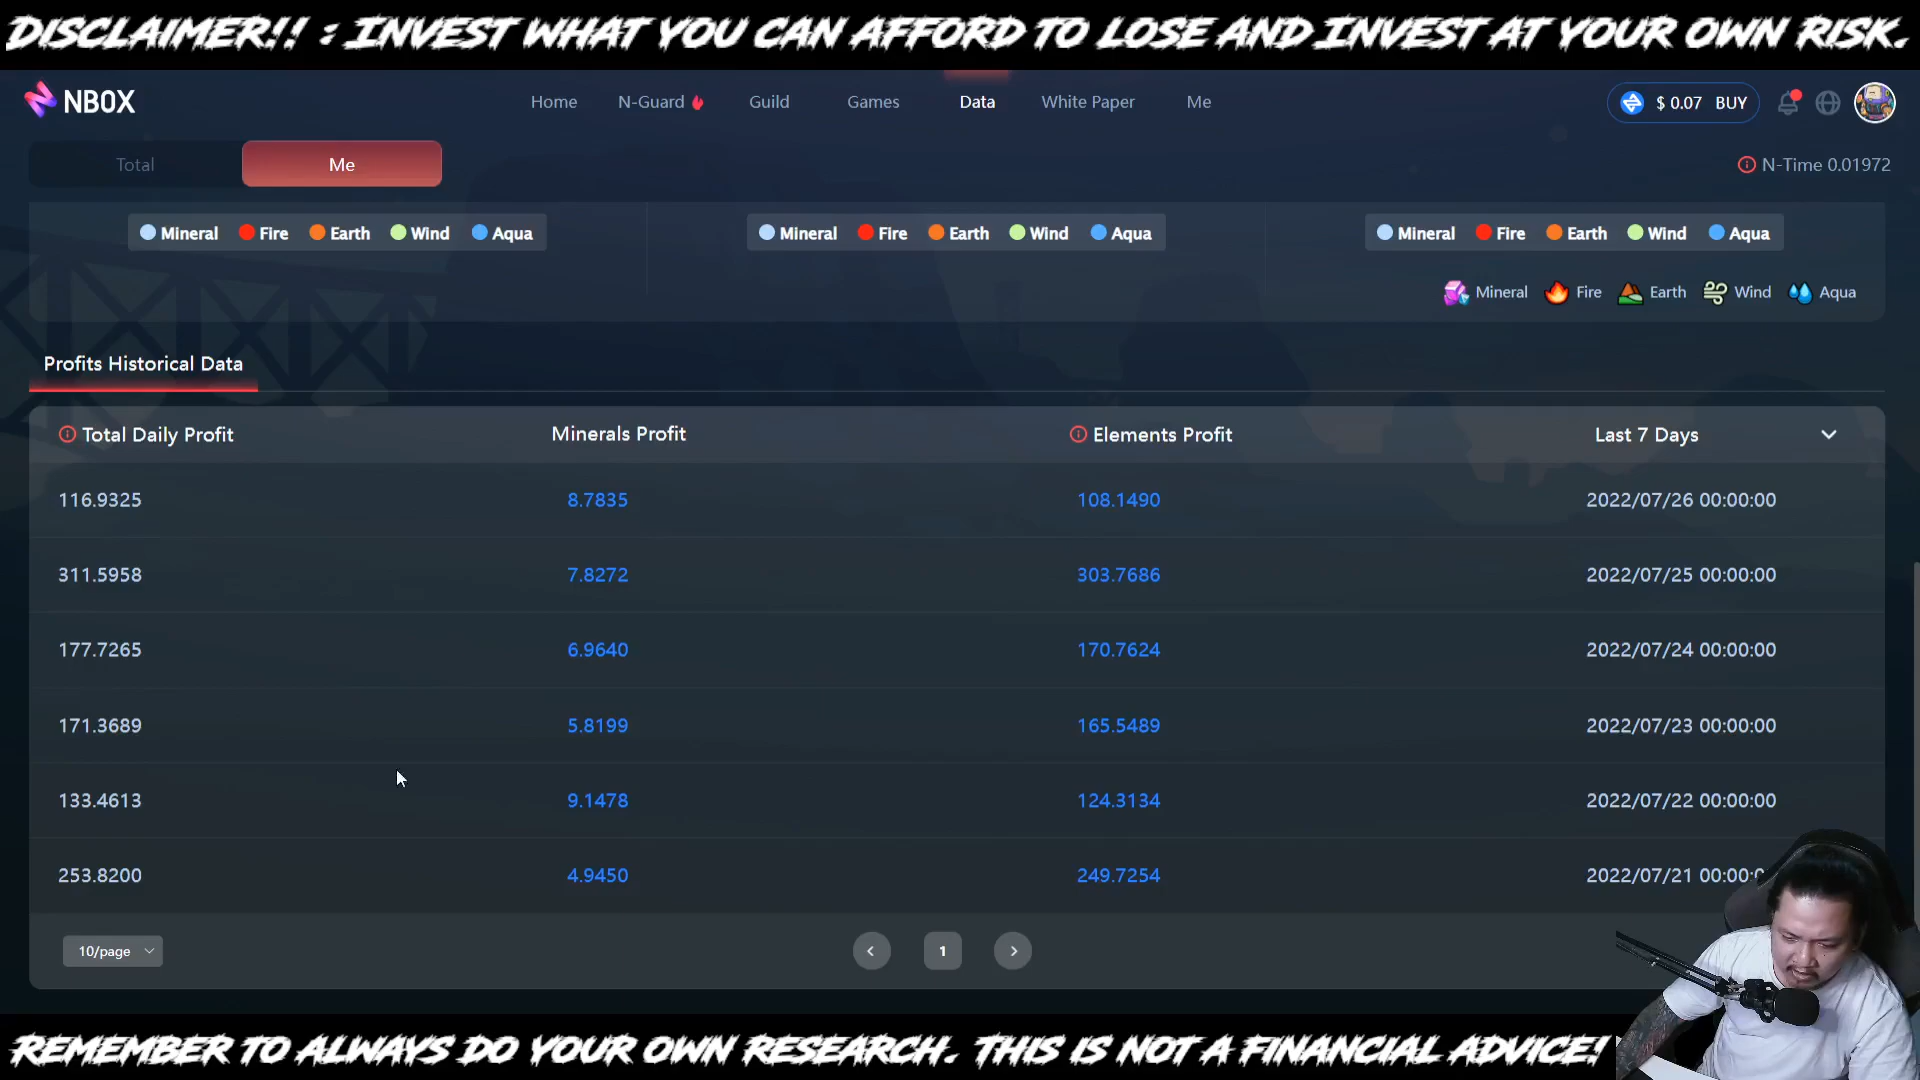 DISCLAIMER!! : INVEST WHAT YOU CAN AFFORD TO LOSE AND INVEST AT YOUR OWN RISK.
NBOX Home N-Guard Guild Games Data White Paper Me $ 0.07 BUY
Total Me N-Time 0.01972
Mineral Fire Earth Wind Aqua Mineral Fire Earth Wind Aqua Mineral Fire Earth Wind Aqua
Mineral Fire Earth Wind Aqua
Profits Historical Data
Total Daily Profit Minerals Profit Elements Profit Last 7 Days
116.9325 8.7835 108.1490 2022/07/26 00:00:00
311.5958 7.8272 303.7686 2022/07/25 00:00:00
177.7265 6.9640 170.7624 2022/07/24 00:00:00
171.3689 5.8199 165.5489 2022/07/23 00:00:00
133.4613 9.1478 124.3134 2022/07/22 00:00:00
253.8200 4.9450 249.7254 2022/07/21
10/page 1
REMEMBER TO ALWAYS DO YOUR OWN RESEARCH. THIS IS NOT A FINANCIAL ADVICE!